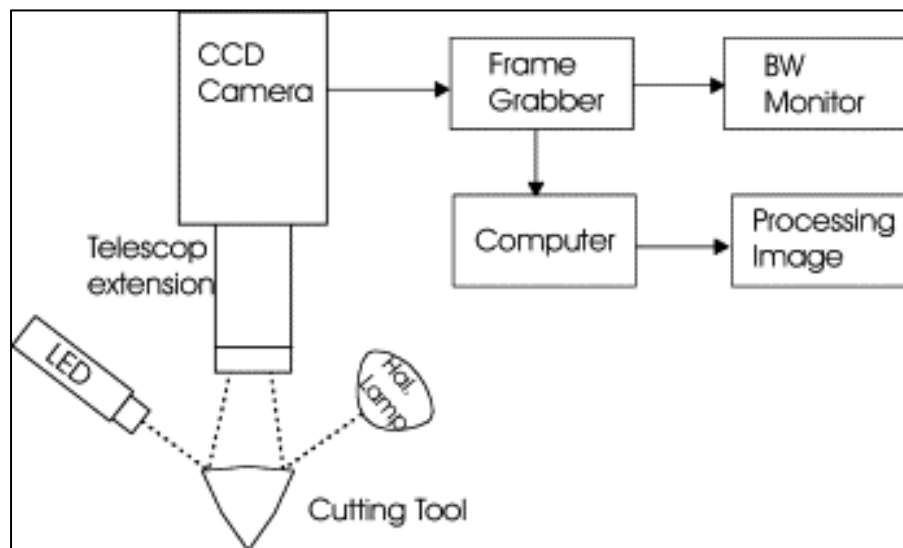 CCD
Camera
Frame
Grabber
BW
Monitor
Telescop
extension
Computer
Processing
Image
LED
Hal.
Lamp
Cutting Tool